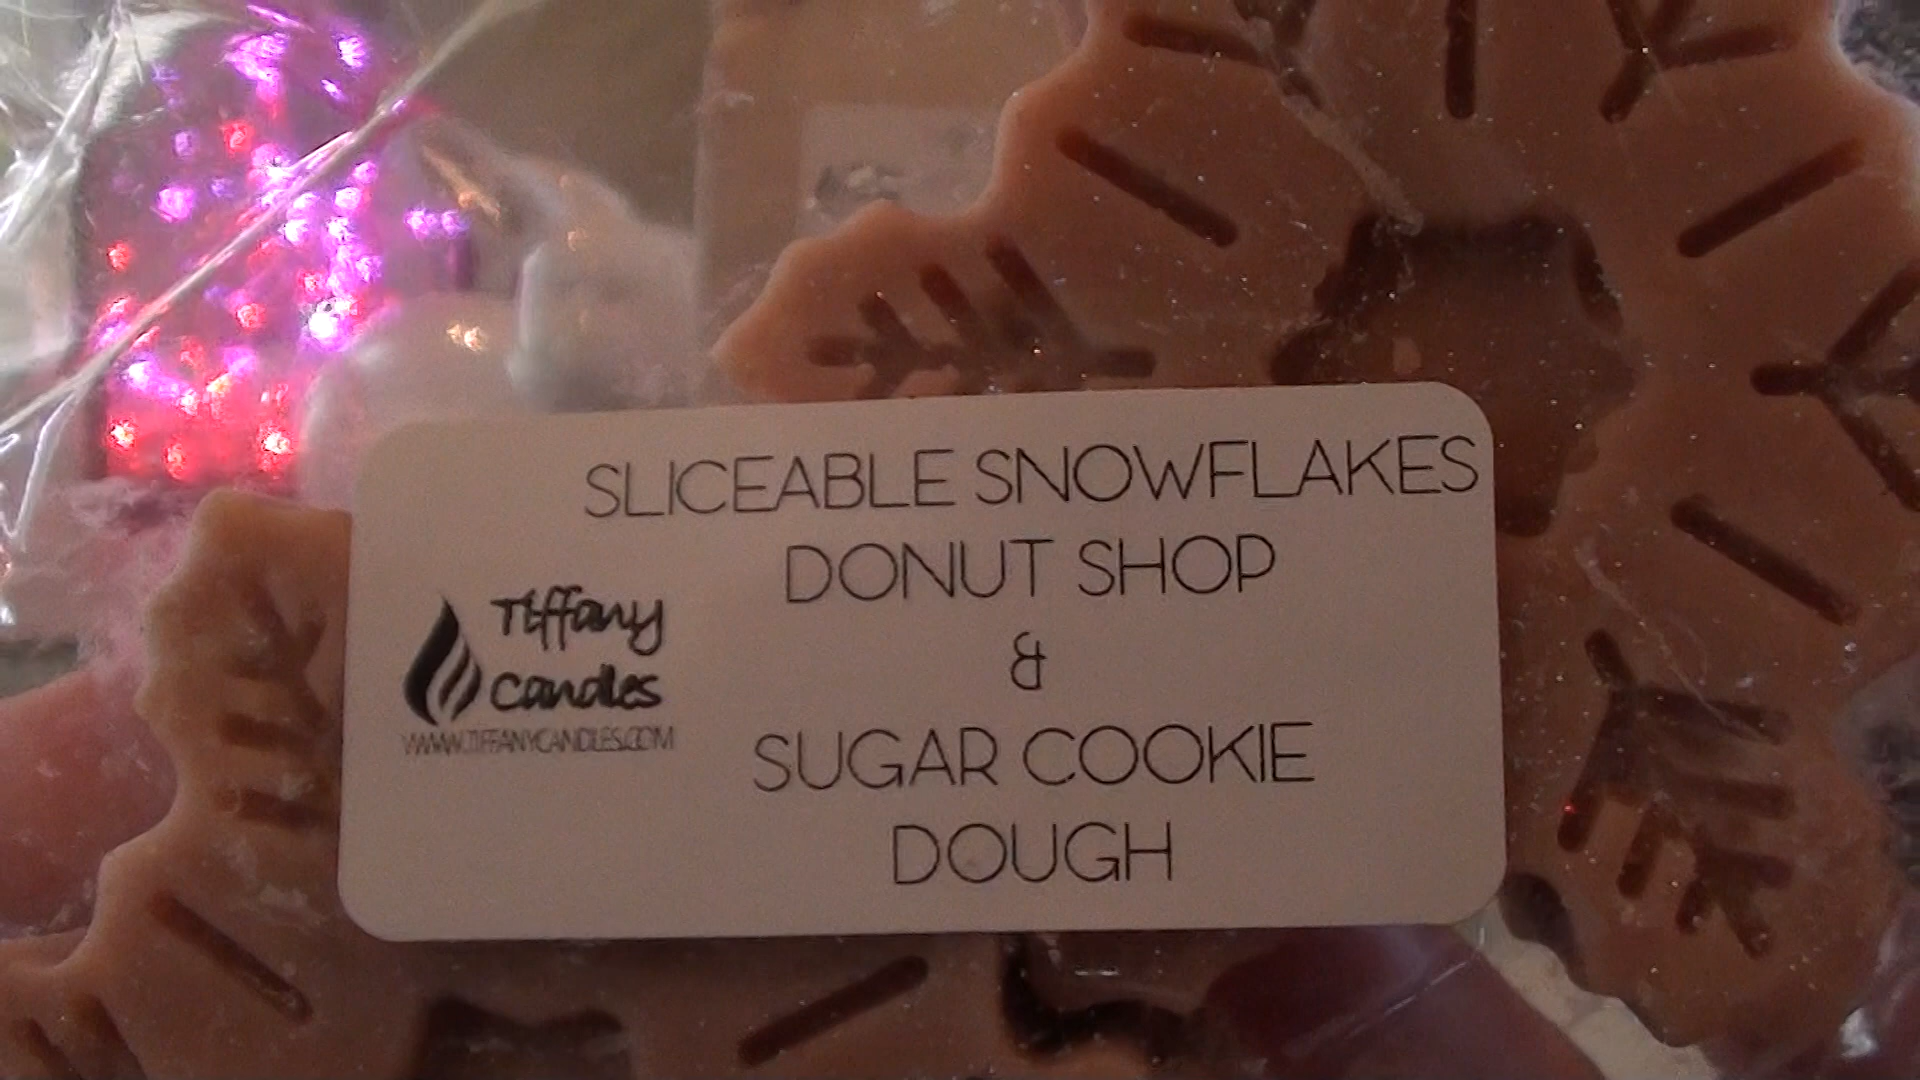 SLICEABLE SNOWFLAKES
DONUT SHOP
&
SUGAR COOKIE
DOUGH
Tiffany
Candles
WWW.TIFFANYCANDLES.COM